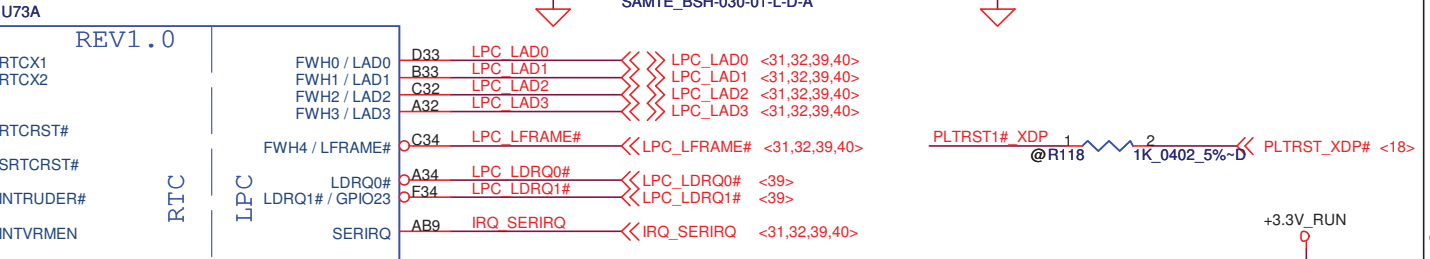 U73A
SAMTE_BSH-030-01-L-D-A
REV1.0
RTCX1
RTCX2
RTCRST#
SRTCRST#
INTRUDER#
INTVRMEN
RTC
LPC
FWH0 / LAD0 D33 LPC_LAD0 LPC_LAD0 <31,32,39,40>
FWH1 / LAD1 B33 LPC_LAD1 LPC_LAD1 <31,32,39,40>
FWH2 / LAD2 C32 LPC_LAD2 LPC_LAD2 <31,32,39,40>
FWH3 / LAD3 A32 LPC_LAD3 LPC_LAD3 <31,32,39,40>
FWH4 / LFRAME# C34 LPC_LFRAME# LPC_LFRAME# <31,32,39,40>
LDRQ0# A34 LPC_LDRQ0# LPC_LDRQ0# <39>
LDRQ1# / GPIO23 F34 LPC_LDRQ1# LPC_LDRQ1# <39>
SERIRQ AB9 IRQ_SERIRQ IRQ_SERIRQ <31,32,39,40>
PLTRST1#_XDP 1 2 PLTRST_XDP# <18>
@R118 1K_0402_5%~D
+3.3V_RUN